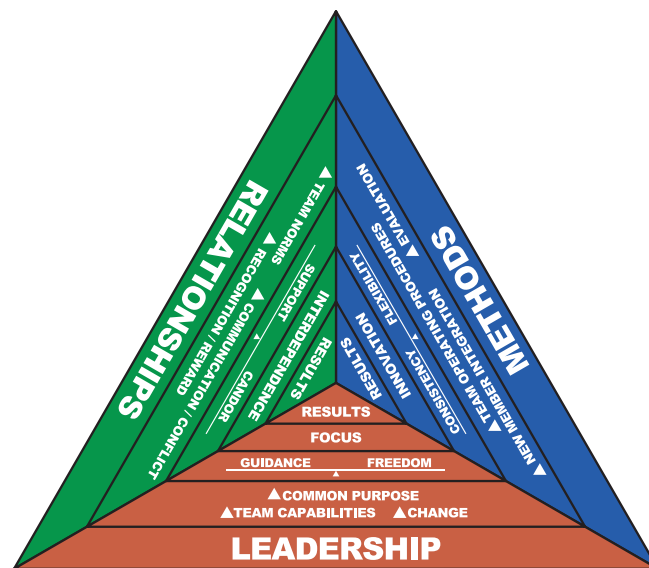 RELATIONSHIPS
▲TEAM NORMS
▲RECOGNITION / REWARD
▲COMMUNICATION / CONFLICT
SUPPORT ▲ CANDOR
INTERDEPENDENCE
RESULTS
METHODS
▲EVALUATION
▲TEAM OPERATING PROCEDURES
▲NEW MEMBER INTEGRATION
FLEXIBILITY ▲ CONSISTENCY
INNOVATION
RESULTS
RESULTS
FOCUS
GUIDANCE ▲ FREEDOM
▲COMMON PURPOSE
▲TEAM CAPABILITIES ▲CHANGE
LEADERSHIP